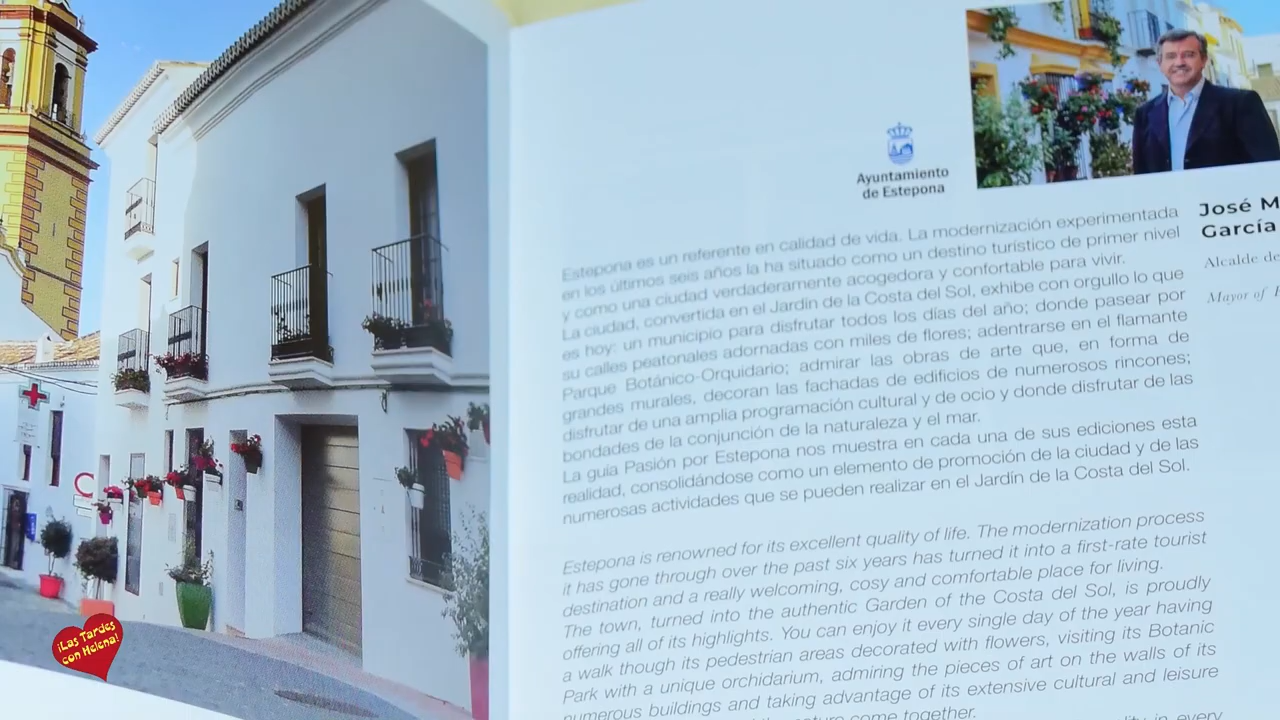 Ayuntamiento
de Estepona
José M
García
Alcalde de
Mayor of
Estepona es un referente en calidad de vida. La modernización experimentada
en los últimos seis años la ha situado como un destino turístico de primer nivel
y como una ciudad verdaderamente acogedora y confortable para vivir.
La ciudad, convertida en el Jardín de la Costa del Sol, exhibe con orgullo lo que
es hoy: un municipio para disfrutar todos los días del año; donde pasear por
su calles peatonales adornadas con miles de flores; adentrarse en el flamante
Parque Botánico-Orquidario; admirar las obras de arte que, en forma de
grandes murales, decoran las fachadas de edificios de numerosos rincones;
disfrutar de una amplia programación cultural y de ocio y donde disfrutar de las
bondades de la conjunción de la naturaleza y el mar.
La guía Pasión por Estepona nos muestra en cada una de sus ediciones esta
realidad, consolidándose como un elemento de promoción de la ciudad y de las
numerosas actividades que se pueden realizar en el Jardín de la Costa del Sol.
Estepona is renowned for its excellent quality of life. The modernization process
it has gone through over the past six years has turned it into a first-rate tourist
destination and a really welcoming, cosy and comfortable place for living.
The town, turned into the authentic Garden of the Costa del Sol, is proudly
offering all of its highlights. You can enjoy it every single day of the year having
a walk though its pedestrian areas decorated with flowers, visiting its Botanic
Park with a unique orchidarium, admiring the pieces of art on the walls of its
numerous buildings and taking advantage of its extensive cultural and leisure
nature come together.
in every
¡Las Tardes
con Helena!